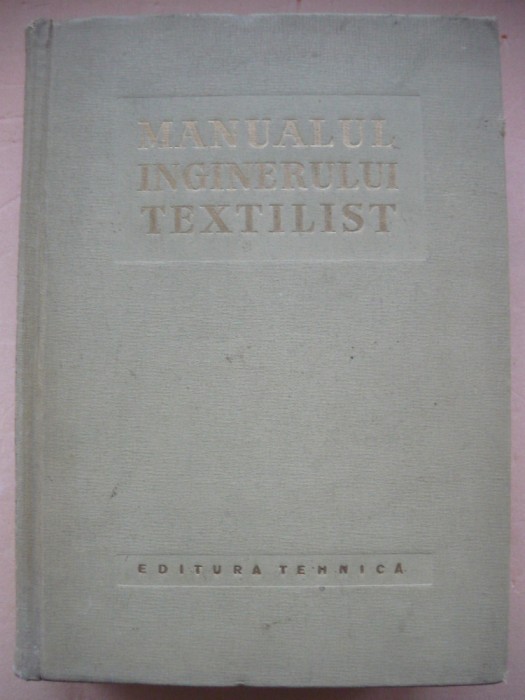 MANUALUL
INGINERULUI
TEXTILIST
EDITURA TEHNICĂ